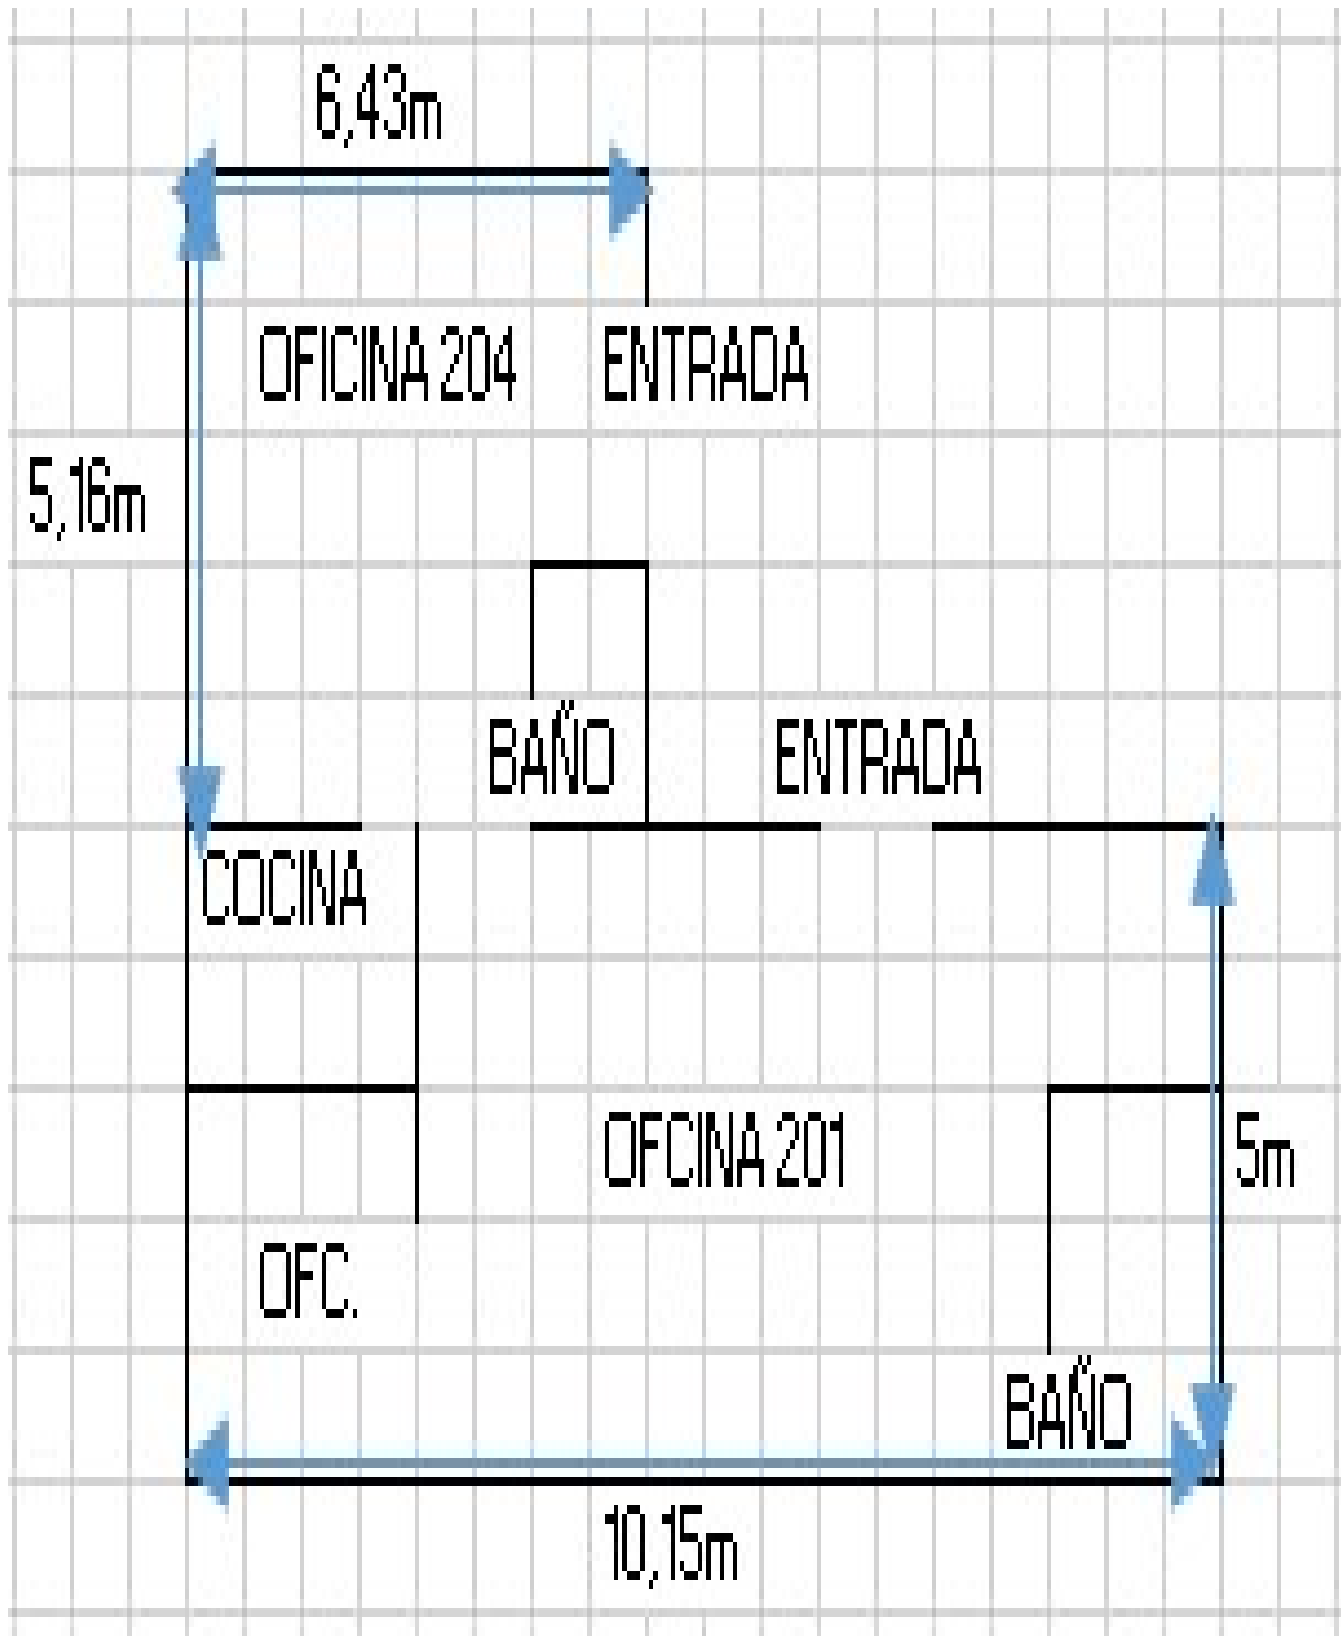 6,43m
OFICINA 204
ENTRADA
5,16m
BAÑO
ENTRADA
COCINA
OFCINA 201
5m
OFC.
BAÑO
10,15m